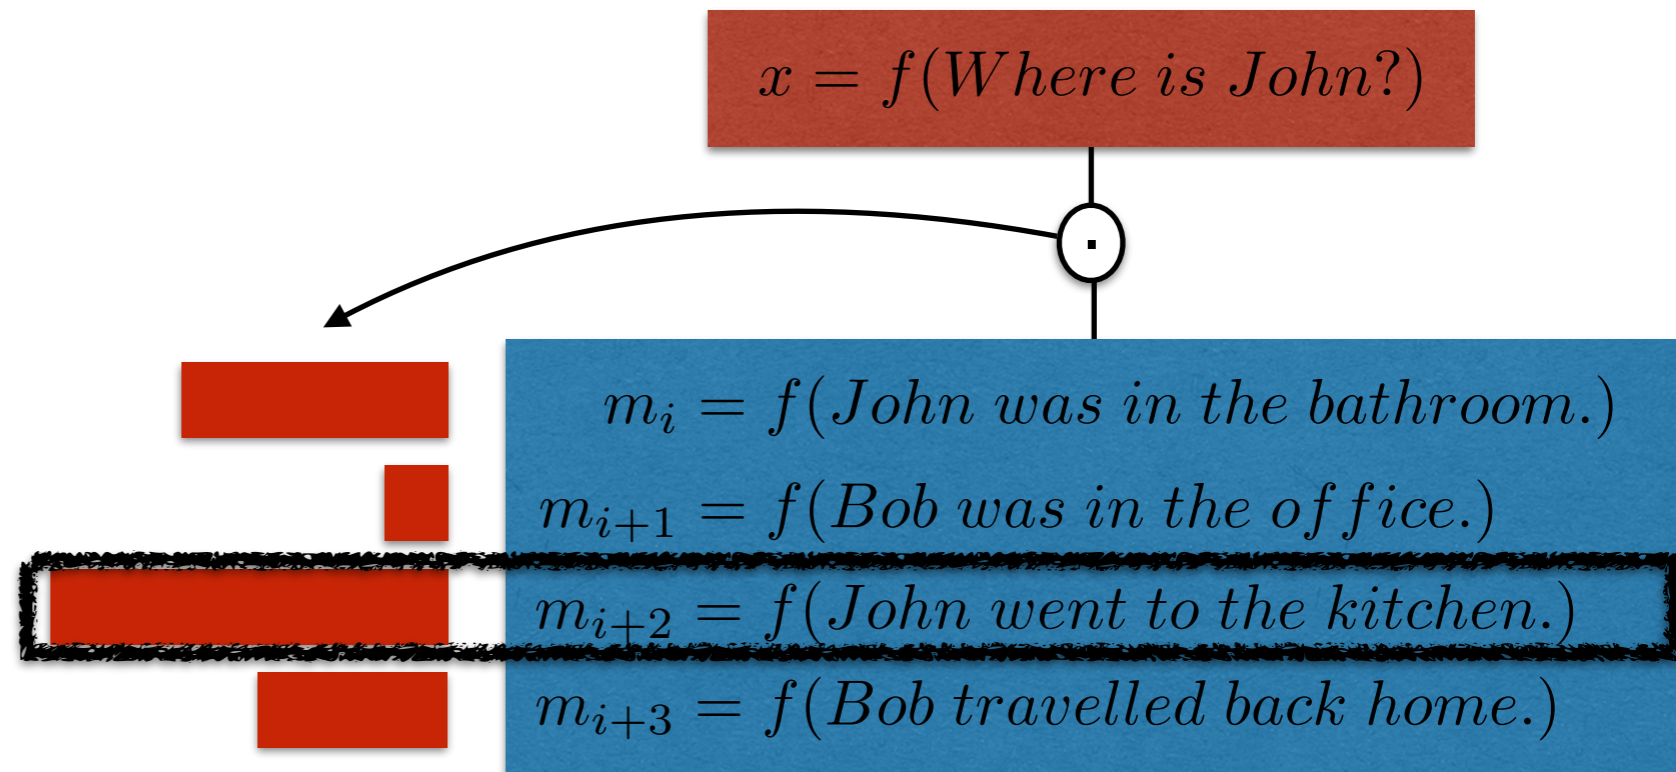 x = f(Where is John?)
.
m_i = f(John was in the bathroom.)
m_{i+1} = f(Bob was in the office.)
m_{i+2} = f(John went to the kitchen.)
m_{i+3} = f(Bob travelled back home.)